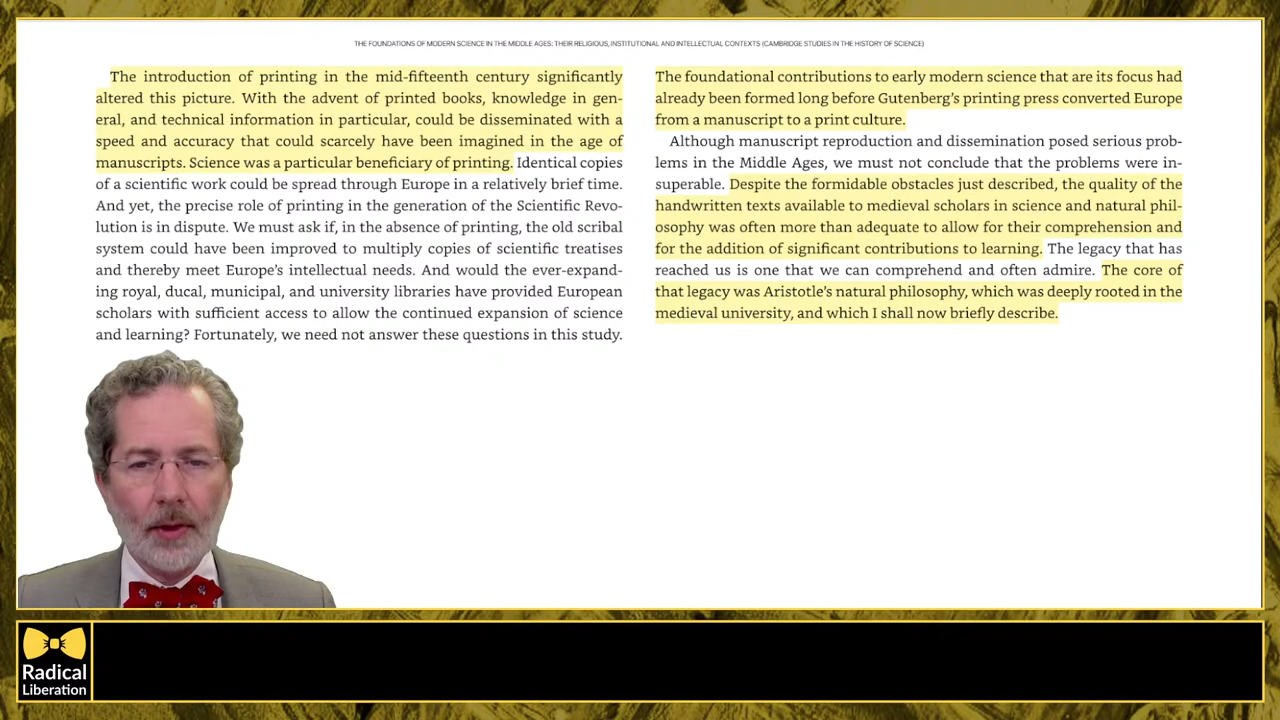 THE FOUNDATIONS OF MODERN SCIENCE IN THE MIDDLE AGES: THEIR RELIGIOUS, INSTITUTIONAL AND INTELLECTUAL CONTEXTS (CAMBRIDGE STUDIES IN THE HISTORY OF SCIENCE)
The introduction of printing in the mid-fifteenth century significantly
altered this picture. With the advent of printed books, knowledge in gen-
eral, and technical information in particular, could be disseminated with a
speed and accuracy that could scarcely have been imagined in the age of
manuscripts. Science was a particular beneficiary of printing. Identical copies
of a scientific work could be spread through Europe in a relatively brief time.
And yet, the precise role of printing in the generation of the Scientific Revo-
lution is in dispute. We must ask if, in the absence of printing, the old scribal
system could have been improved to multiply copies of scientific treatises
and thereby meet Europe's intellectual needs. And would the ever-expand-
ing royal, ducal, municipal, and university libraries have provided European
scholars with sufficient access to allow the continued expansion of science
and learning? Fortunately, we need not answer these questions in this study.
The foundational contributions to early modern science that are its focus had
already been formed long before Gutenberg's printing press converted Europe
from a manuscript to a print culture.
Although manuscript reproduction and dissemination posed serious prob-
lems in the Middle Ages, we must not conclude that the problems were in-
superable. Despite the formidable obstacles just described, the quality of the
handwritten texts available to medieval scholars in science and natural phil-
osophy was often more than adequate to allow for their comprehension and
for the addition of significant contributions to learning. The legacy that has
reached us is one that we can comprehend and often admire. The core of
that legacy was Aristotle's natural philosophy, which was deeply rooted in the
medieval university, and which I shall now briefly describe.
Radical
Liberation